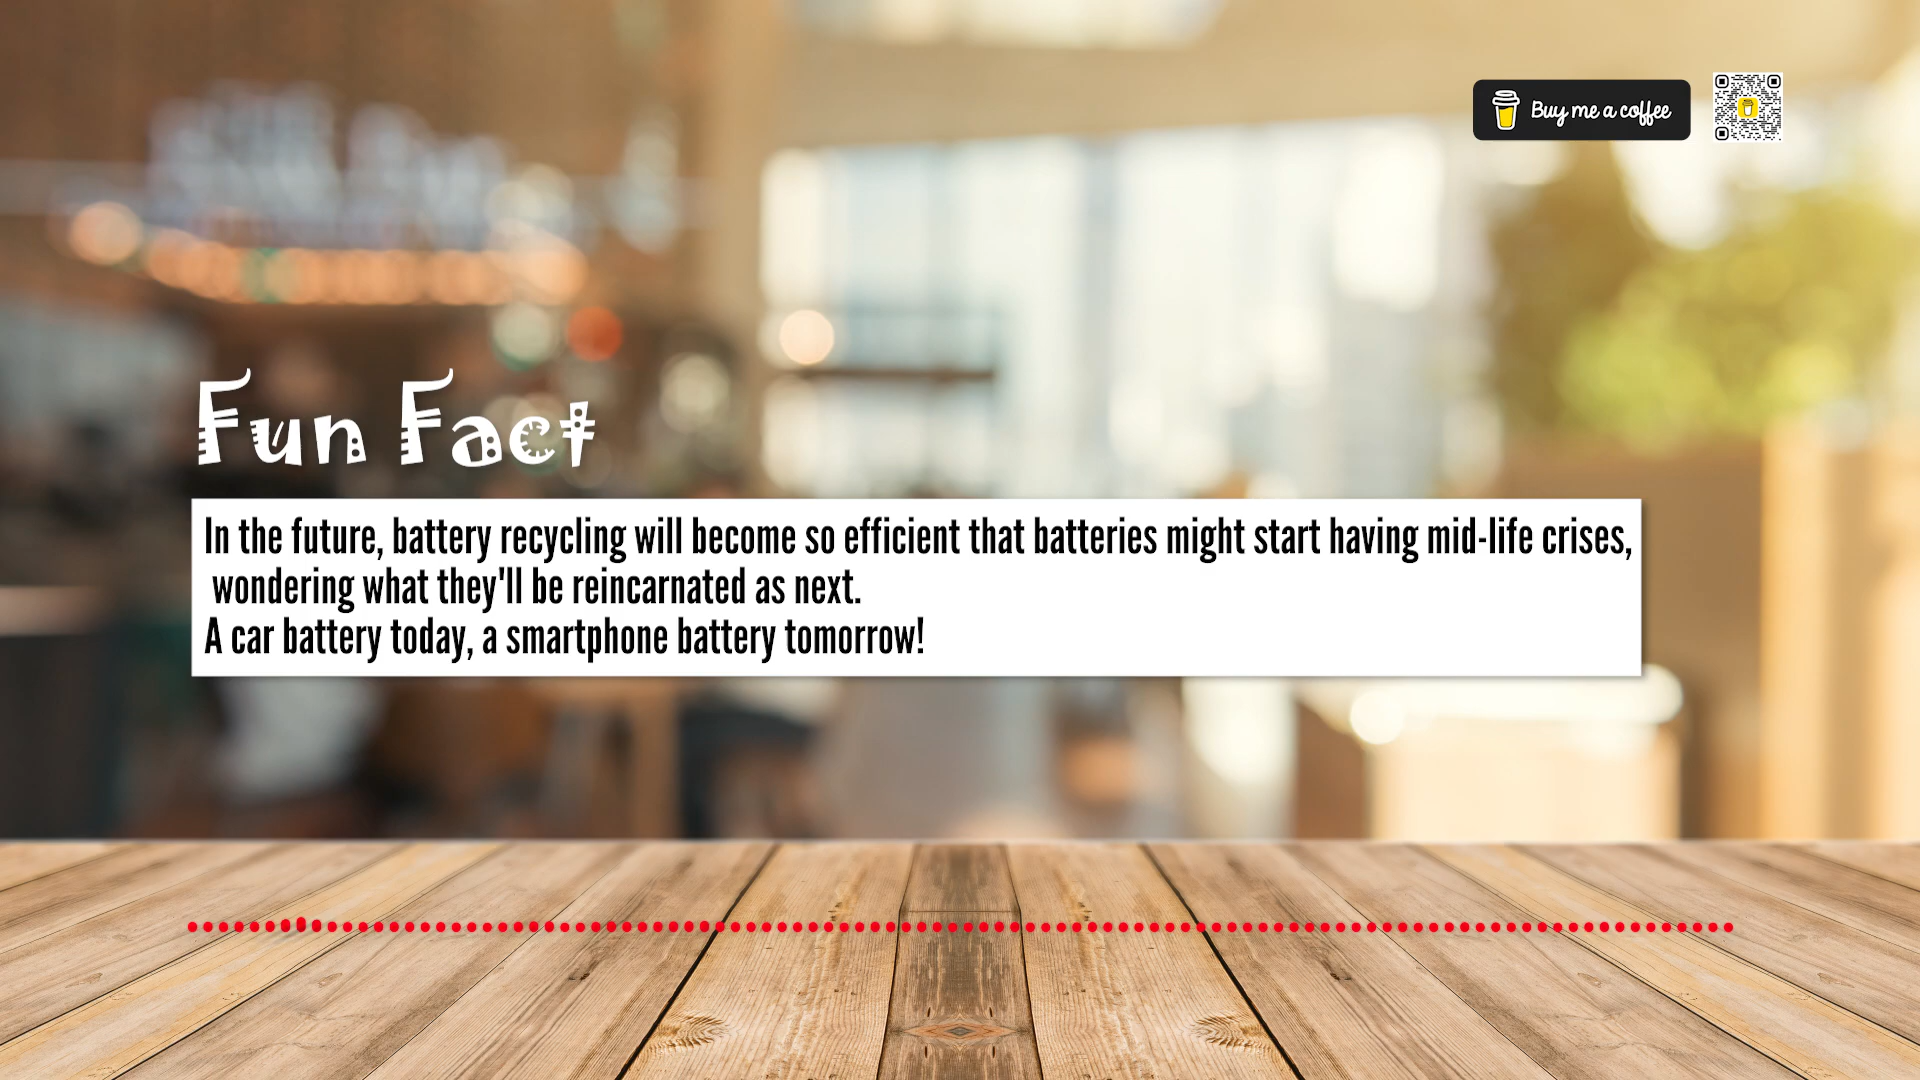 Buy me a coffee
Fun Fact
In the future, battery recycling will become so efficient that batteries might start having mid-life crises,
wondering what they'll be reincarnated as next.
A car battery today, a smartphone battery tomorrow!